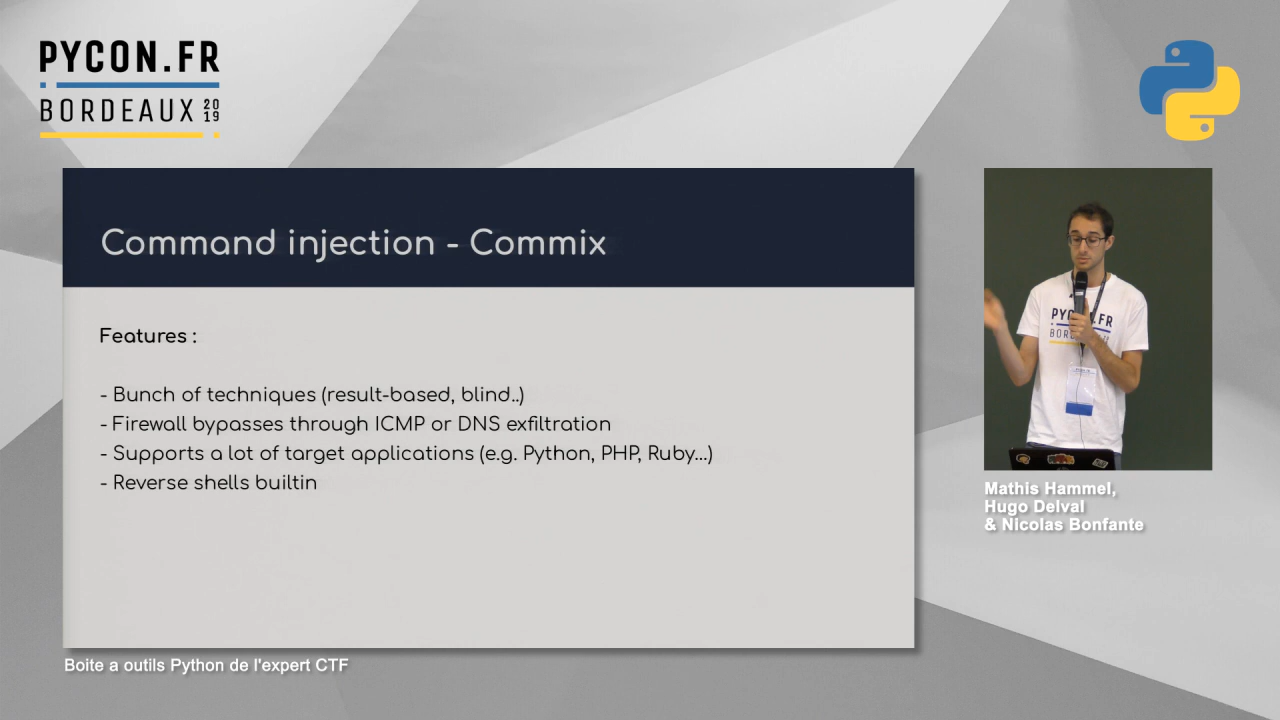 PYCON.FR
BORDEAUX 2019
Command injection - Commix
Features :
- Bunch of techniques (result-based, blind..)
- Firewall bypasses through ICMP or DNS exfiltration
- Supports a lot of target applications (e.g. Python, PHP, Ruby...)
- Reverse shells builtin
PYCON.FR
Mathis Hammel,
Hugo Delval
& Nicolas Bonfante
Boite a outils Python de l'expert CTF